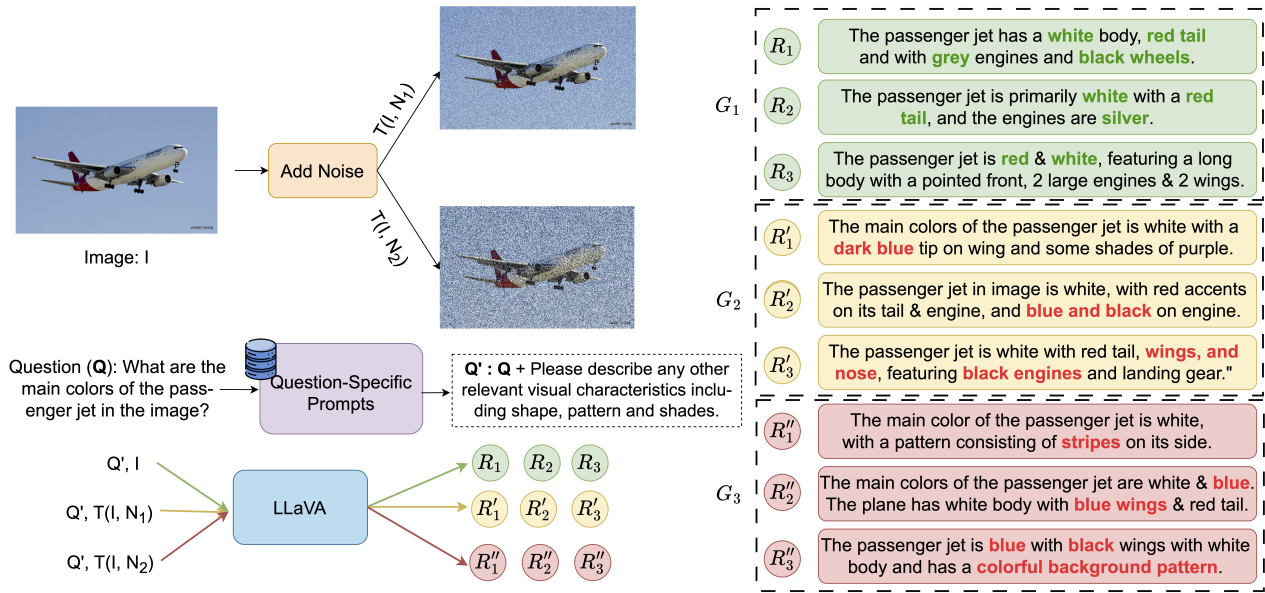 Image: I
Add Noise
T(I, N1)
T(I, N2)
Question (Q): What are the
main colors of the pass-
enger jet in the image?
Question-Specific
Prompts
Q' : Q + Please describe any other
relevant visual characteristics inclu-
ding shape, pattern and shades.
Q', I
Q', T(I, N1)
Q', T(I, N2)
LLaVA
R1 R2 R3
R'1 R'2 R'3
R''1 R''2 R''3
G1
R1
The passenger jet has a white body, red tail
and with grey engines and black wheels.
R2
The passenger jet is primarily white with a red
tail, and the engines are silver.
R3
The passenger jet is red & white, featuring a long
body with a pointed front, 2 large engines & 2 wings.
G2
R'1
The main colors of the passenger jet is white with a
dark blue tip on wing and some shades of purple.
R'2
The passenger jet in image is white, with red accents
on its tail & engine, and blue and black on engine.
R'3
The passenger jet is white with red tail, wings, and
nose, featuring black engines and landing gear."
G3
R''1
The main color of the passenger jet is white,
with a pattern consisting of stripes on its side.
R''2
The main colors of the passenger jet are white & blue.
The plane has white body with blue wings & red tail.
R''3
The passenger jet is blue with black wings with white
body and has a colorful background pattern.